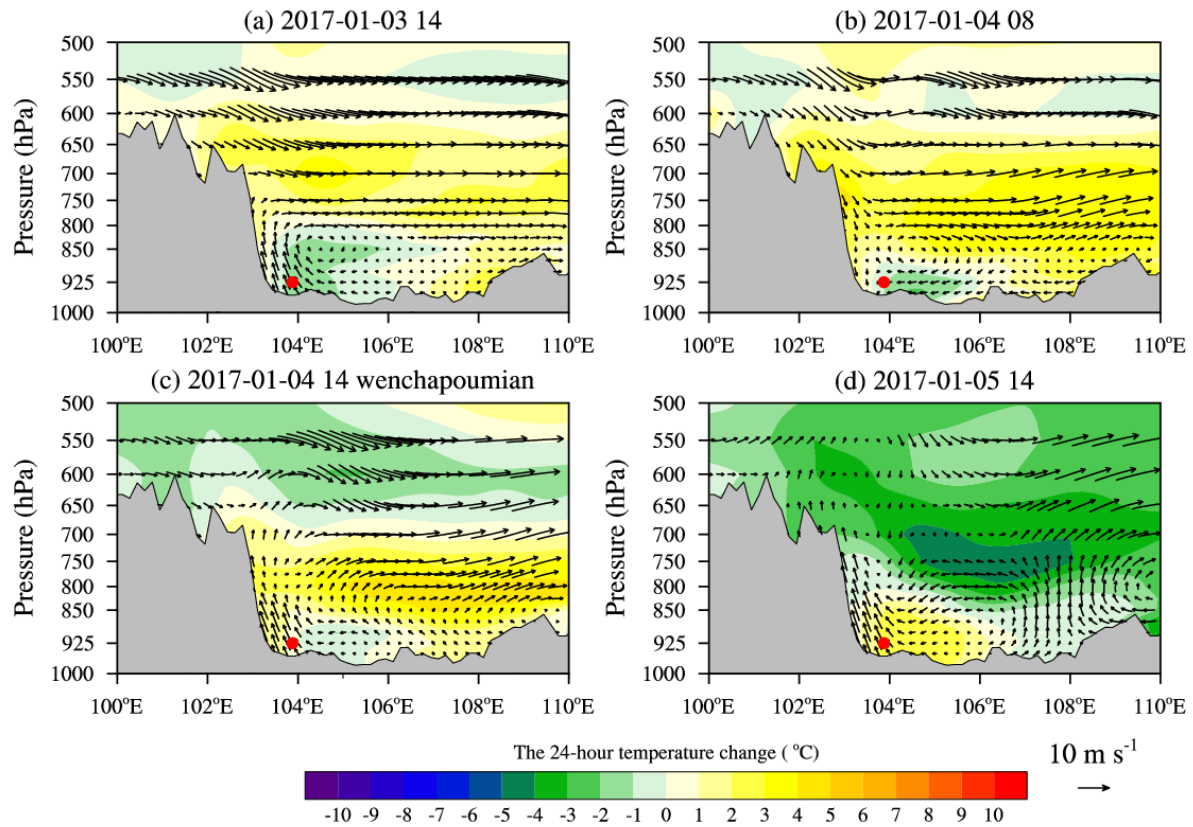 (a) 2017-01-03 14
(b) 2017-01-04 08
Pressure (hPa)
500
550
600
650
700
750
800
850
925
1000
100°E 102°E 104°E 106°E 108°E 110°E
Pressure (hPa)
500
550
600
650
700
750
800
850
925
1000
100°E 102°E 104°E 106°E 108°E 110°E
(c) 2017-01-04 14 wenchapoumian
(d) 2017-01-05 14
Pressure (hPa)
500
550
600
650
700
750
800
850
925
1000
100°E 102°E 104°E 106°E 108°E 110°E
Pressure (hPa)
500
550
600
650
700
750
800
850
925
1000
100°E 102°E 104°E 106°E 108°E 110°E
The 24-hour temperature change ( °C)
10 m s⁻¹
-10 -9 -8 -7 -6 -5 -4 -3 -2 -1 0 1 2 3 4 5 6 7 8 9 10